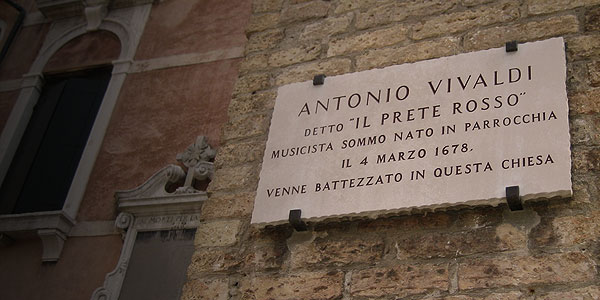 ANTONIO VIVALDI
DETTO "IL PRETE ROSSO"
MUSICISTA SOMMO NATO IN PARROCCHIA
IL 4 MARZO 1678,
VENNE BATTEZZATO IN QUESTA CHIESA